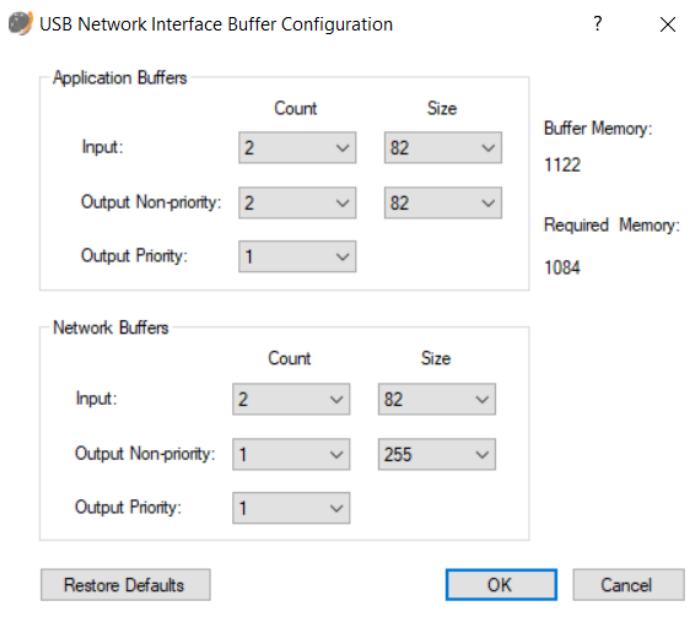 USB Network Interface Buffer Configuration ? ×
Application Buffers
Count Size
Input: 2 82
Output Non-priority: 2 82
Output Priority: 1
Buffer Memory:
1122
Required Memory:
1084
Network Buffers
Count Size
Input: 2 82
Output Non-priority: 1 255
Output Priority: 1
Restore Defaults OK Cancel